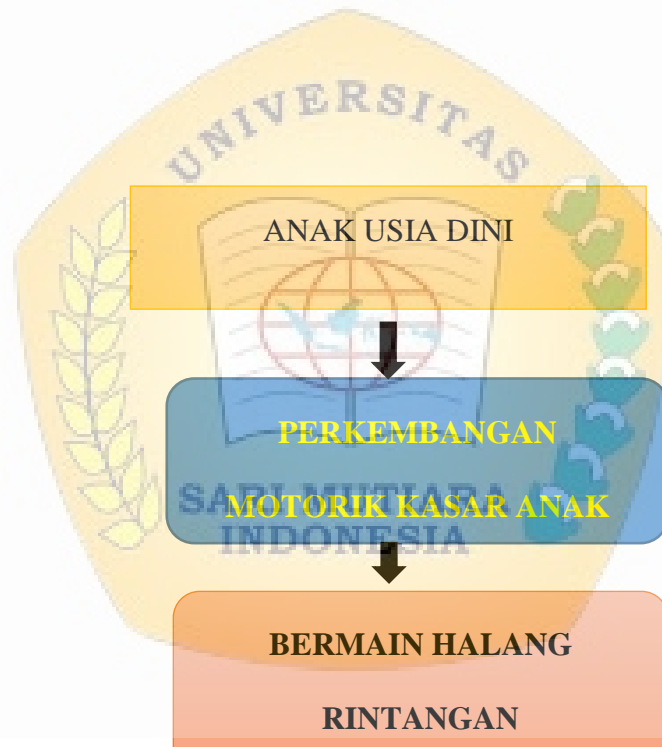 UNIVERSITAS
ANAK USIA DINI
PERKEMBANGAN
MOTORIK KASAR ANAK
SARI MUTIARA
INDONESIA
BERMAIN HALANG
RINTANGAN